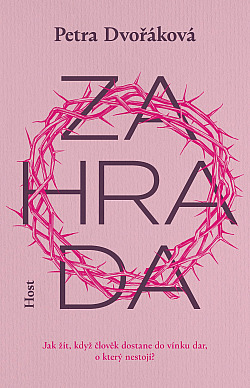 Petra Dvořáková
ZA
HRA
DA
Host
Jak žít, když člověk dostane do vínku dar,
o který nestojí?